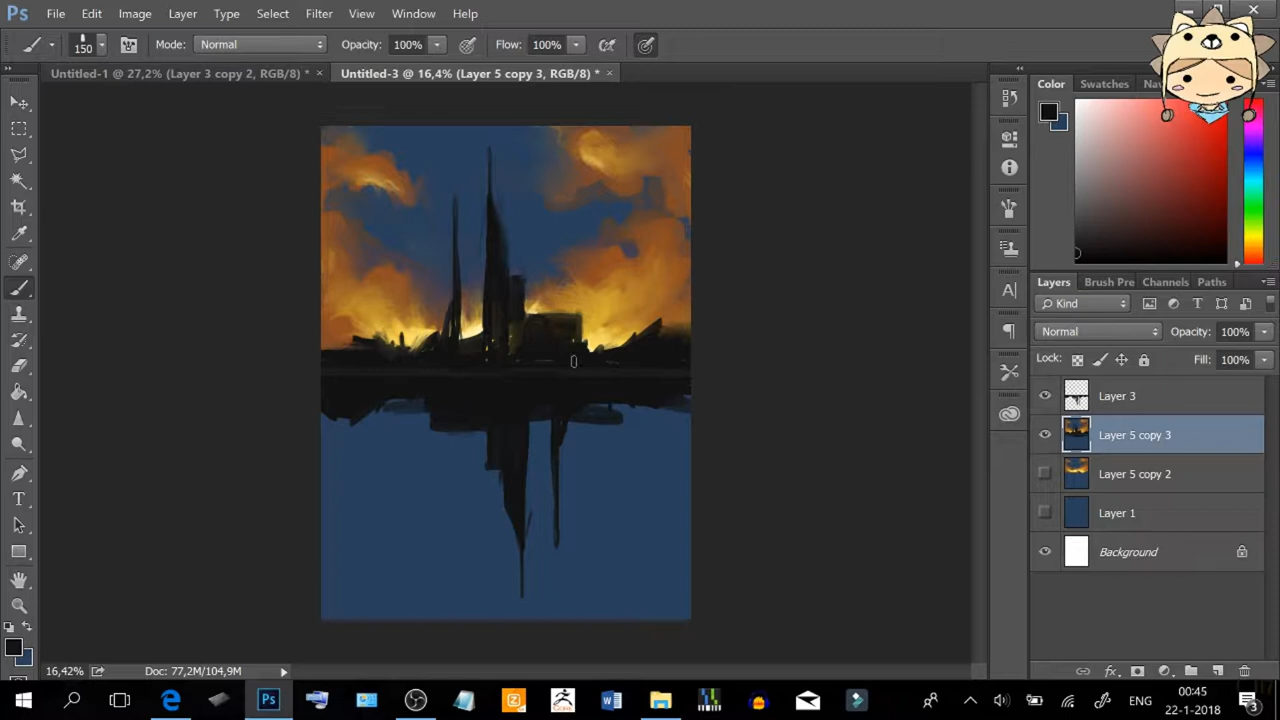 Ps File Edit Image Layer Type Select Filter View Window Help
150 Mode: Normal Opacity: 100% Flow: 100%
Untitled-1 @ 27,2% (Layer 3 copy 2, RGB/8) * × Untitled-3 @ 16,4% (Layer 5 copy 3, RGB/8) * ×
Color Swatches
Layers Brush Pre Channels Paths
Kind
Normal Opacity: 100%
Lock: Fill: 100%
Layer 3
Layer 5 copy 3
Layer 5 copy 2
Layer 1
Background
16,42% Doc: 77,2M/104,9M
ENG 00:45
22-1-2018 3